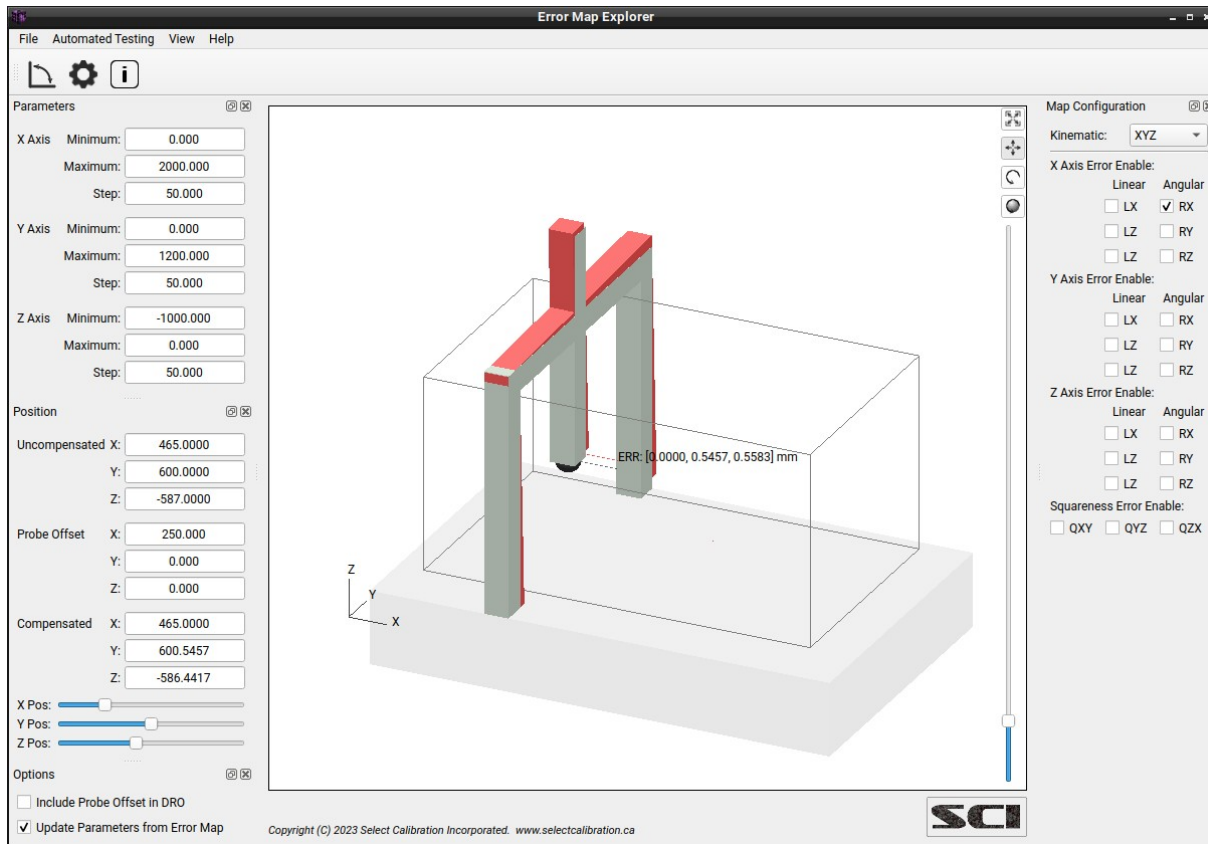 Error Map Explorer
File Automated Testing View Help
Parameters
X Axis Minimum: 0.000
Maximum: 2000.000
Step: 50.000
Y Axis Minimum: 0.000
Maximum: 1200.000
Step: 50.000
Z Axis Minimum: -1000.000
Maximum: 0.000
Step: 50.000
Position
Uncompensated X: 465.0000
Y: 600.0000
Z: -587.0000
Probe Offset X: 250.000
Y: 0.000
Z: 0.000
Compensated X: 465.0000
Y: 600.5457
Z: -586.4417
X Pos:
Y Pos:
Z Pos:
Options
Include Probe Offset in DRO
Update Parameters from Error Map
ERR: [0.0000, 0.5457, 0.5583] mm
Z
Y
X
Copyright (C) 2023 Select Calibration Incorporated. www.selectcalibration.ca
SCI
Map Configuration
Kinematic: XYZ
X Axis Error Enable:
Linear Angular
LX RX
LZ RY
LZ RZ
Y Axis Error Enable:
Linear Angular
LX RX
LZ RY
LZ RZ
Z Axis Error Enable:
Linear Angular
LX RX
LZ RY
LZ RZ
Squareness Error Enable:
QXY QYZ QZX